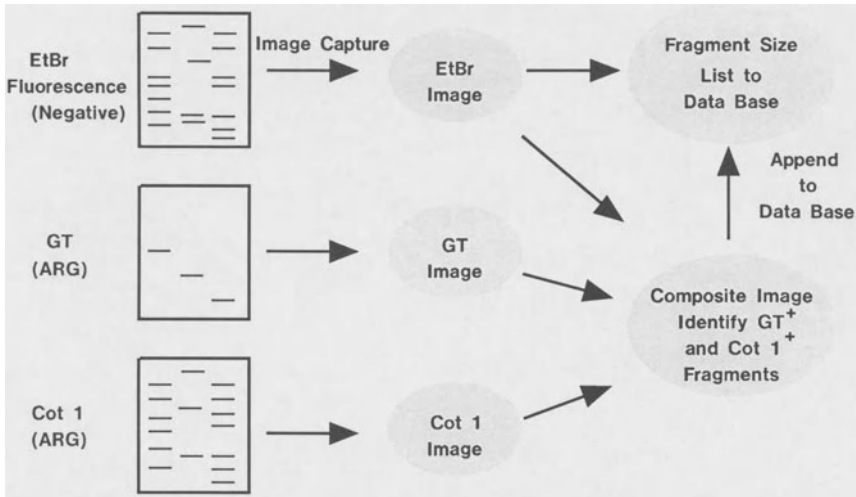 EtBr
Fluorescence
(Negative)
Image Capture
EtBr
Image
Fragment Size
List to
Data Base
Append
to
Data Base
GT
(ARG)
GT
Image
Composite Image
Identify GT+
and Cot 1+
Fragments
Cot 1
(ARG)
Cot 1
Image